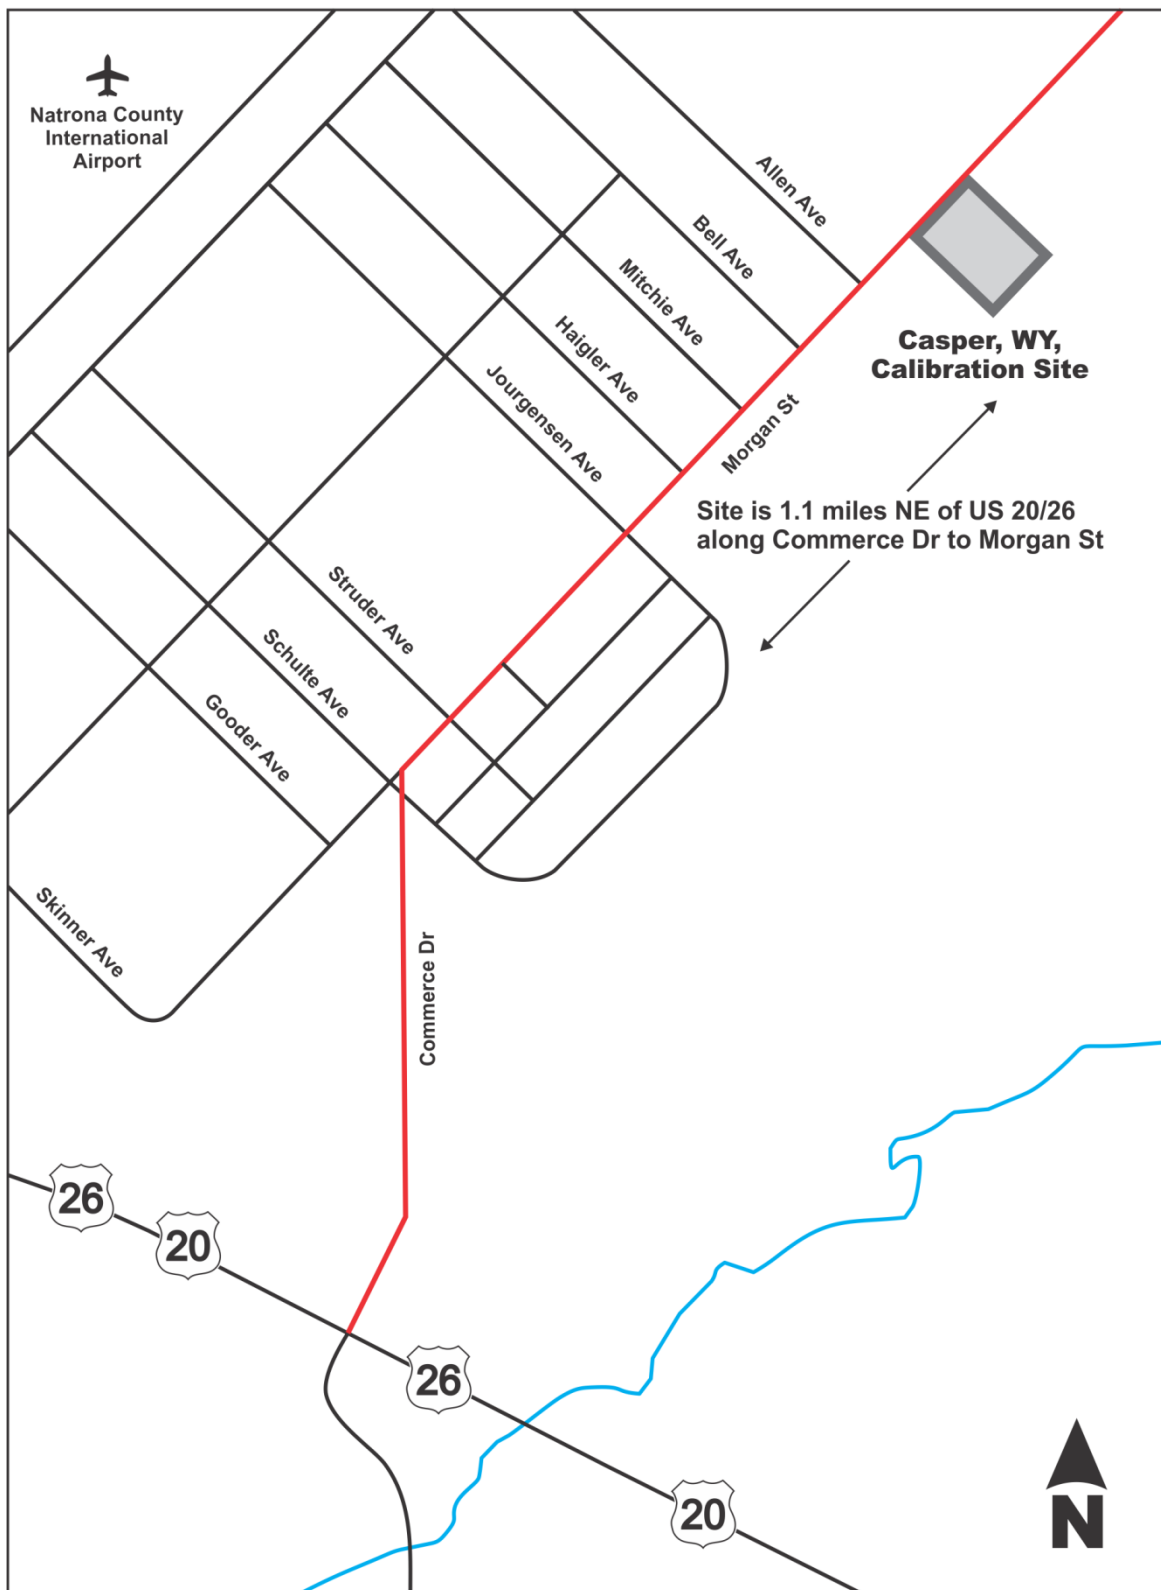 Natrona County
International
Airport
Allen Ave
Bell Ave
Mitchie Ave
Haigler Ave
Jourgensen Ave
Morgan St
Casper, WY,
Calibration Site
Site is 1.1 miles NE of US 20/26
along Commerce Dr to Morgan St
Struder Ave
Schulte Ave
Gooder Ave
Skinner Ave
Commerce Dr
26
20
26
20
N